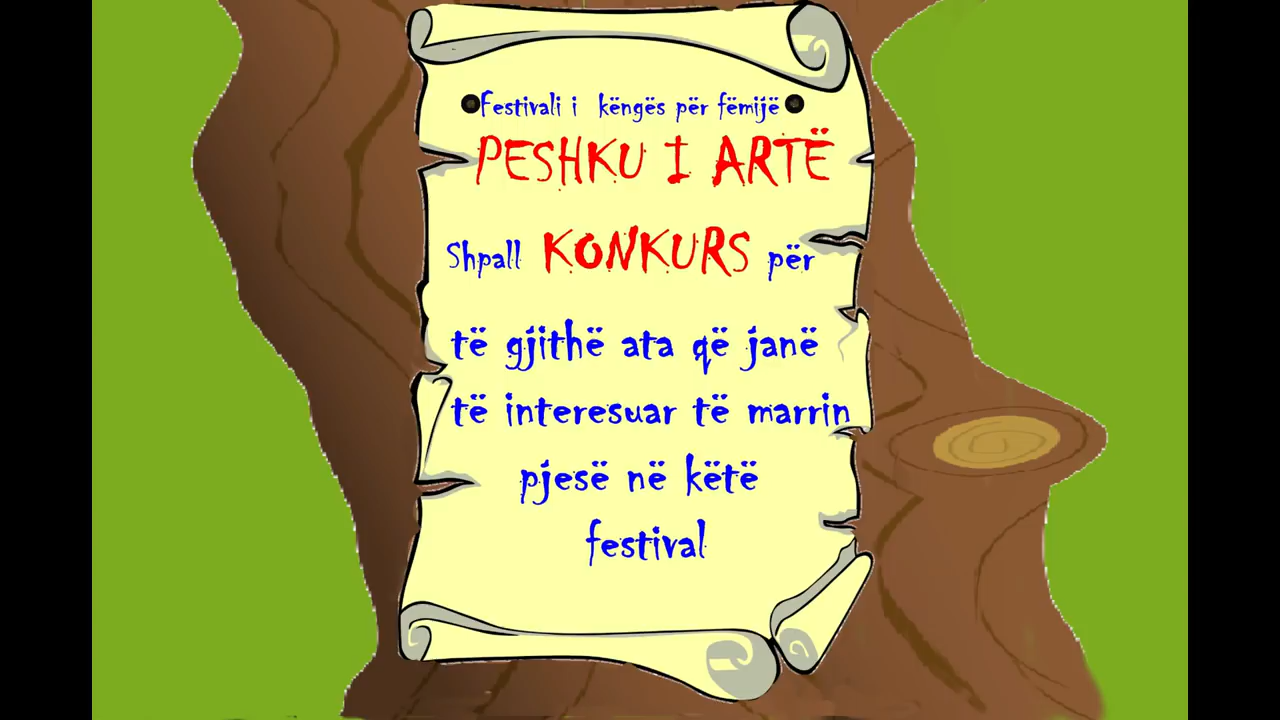 Festivali i këngës për fëmijë
PESHKU I ARTË
Shpall KONKURS për
të gjithë ata që janë
të interesuar të marrin
pjesë në këtë
festival